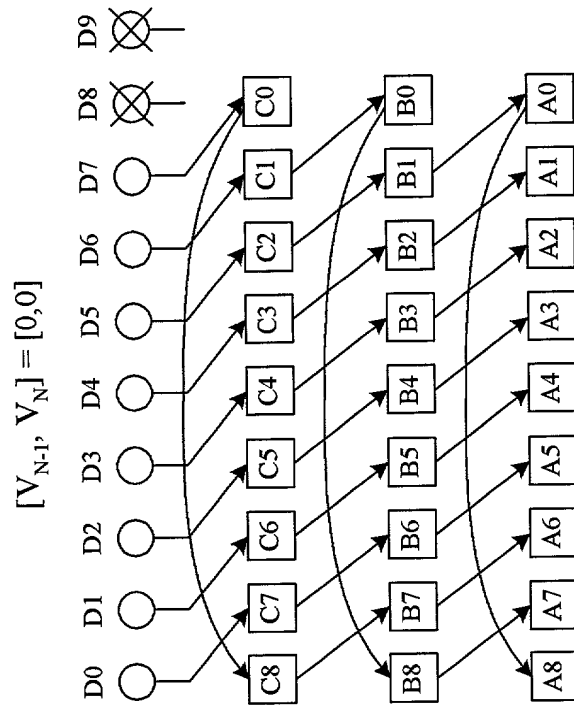 [V_{N-1}, V_N] = [0,0]
D0 D1 D2 D3 D4 D5 D6 D7 D8 D9
C8 C7 C6 C5 C4 C3 C2 C1 C0
B8 B7 B6 B5 B4 B3 B2 B1 B0
A8 A7 A6 A5 A4 A3 A2 A1 A0